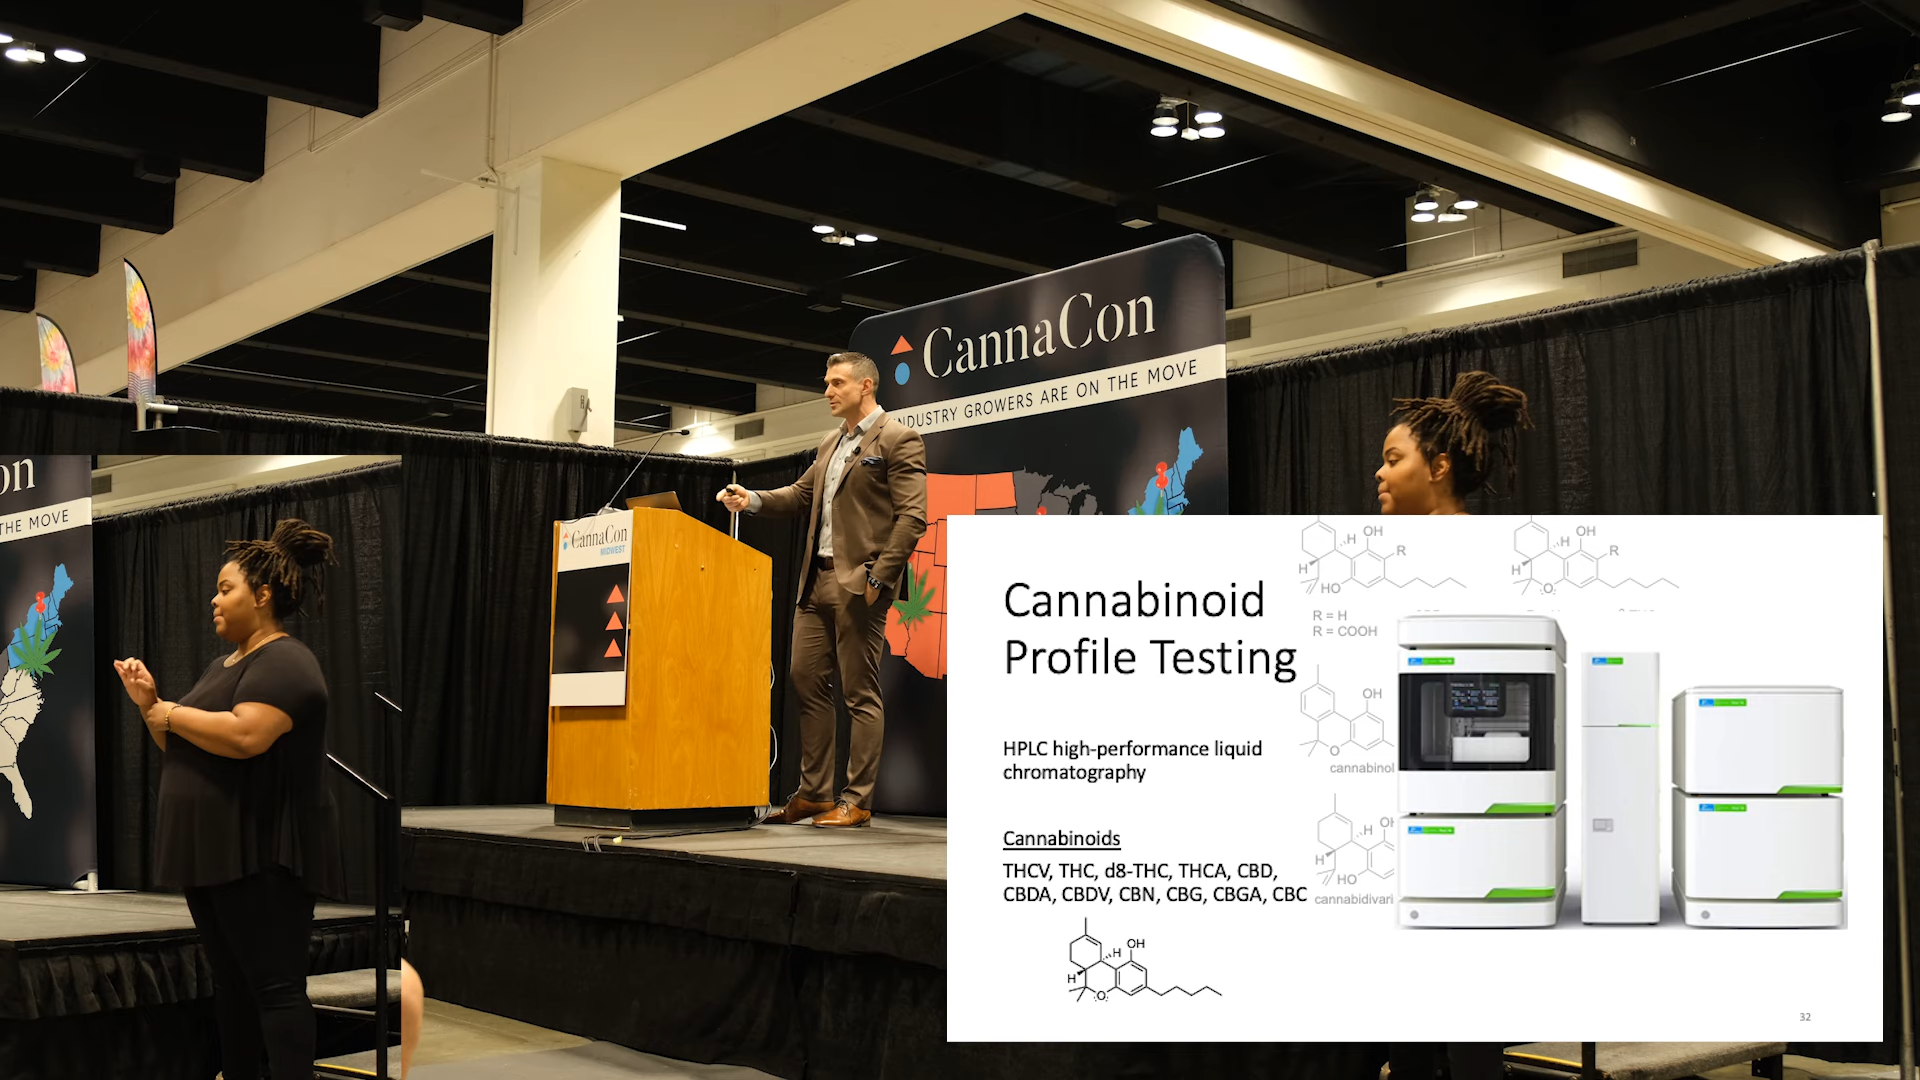 CannaCon
INDUSTRY GROWERS ARE ON THE MOVE
on
THE MOVE
CannaCon
MIDWEST
Cannabinoid
Profile Testing
HPLC high-performance liquid
chromatography
Cannabinoids
THCV, THC, d8-THC, THCA, CBD,
CBDA, CBDV, CBN, CBG, CBGA, CBC
H
OH
R
H
HO
R = H
R = COOH
H
OH
R
H
O
OH
O
cannabinol
H
OH
H
HO
cannabidivari
OH
H
H
O
32